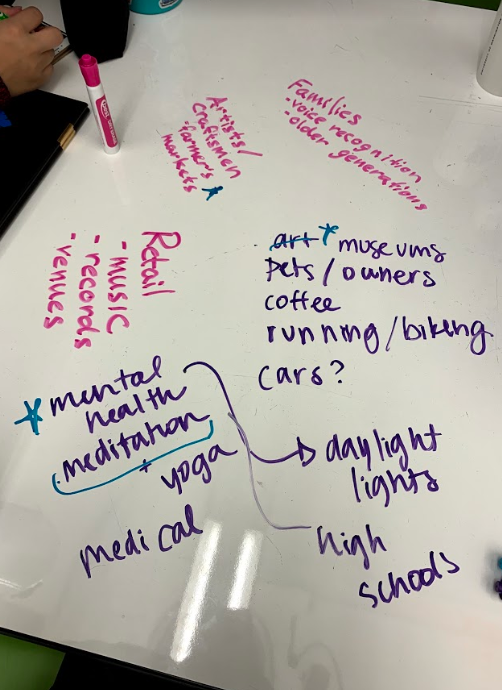 Artists/
craftsmen
- farmer's
markets
Families
- voice recognition
- older generations
Retail
- music
- records
- venues
art museums
pets/owners
coffee
running/biking
cars?
mental
health
meditation
+ yoga
medical
daylight
lights
high
schools